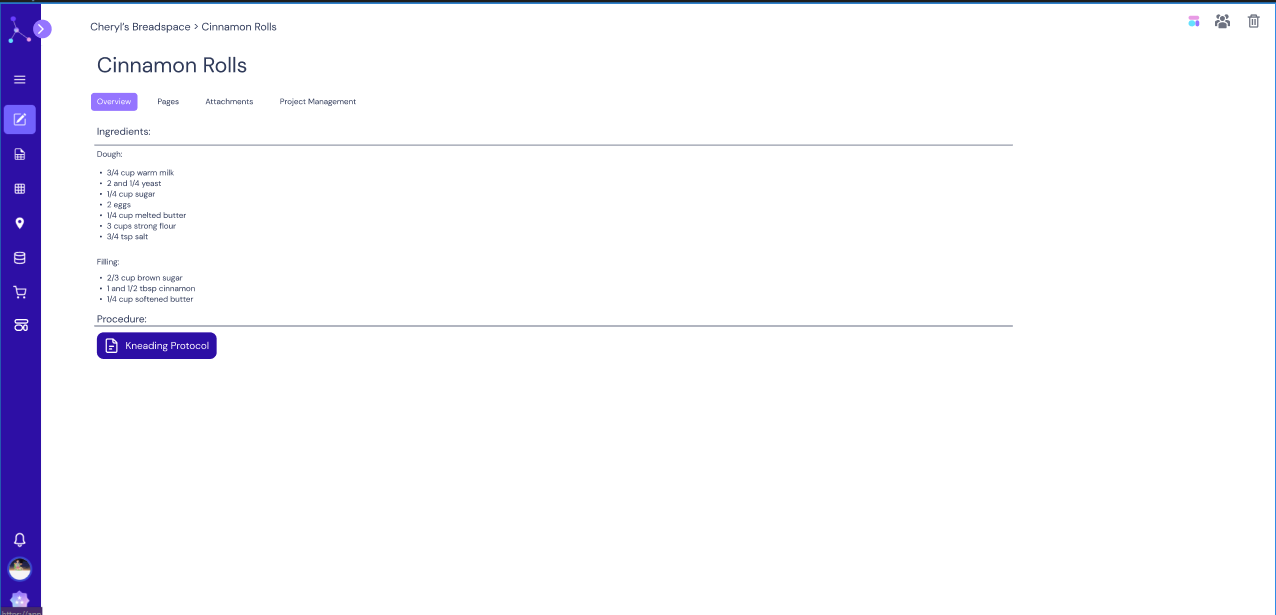 Cheryl's Breadspace > Cinnamon Rolls
Cinnamon Rolls
Overview Pages Attachments Project Management
Ingredients:
Dough:
• 3/4 cup warm milk
• 2 and 1/4 yeast
• 1/4 cup sugar
• 2 eggs
• 1/4 cup melted butter
• 3 cups strong flour
• 3/4 tsp salt
Filling:
• 2/3 cup brown sugar
• 1 and 1/2 tbsp cinnamon
• 1/4 cup softened butter
Procedure:
Kneading Protocol